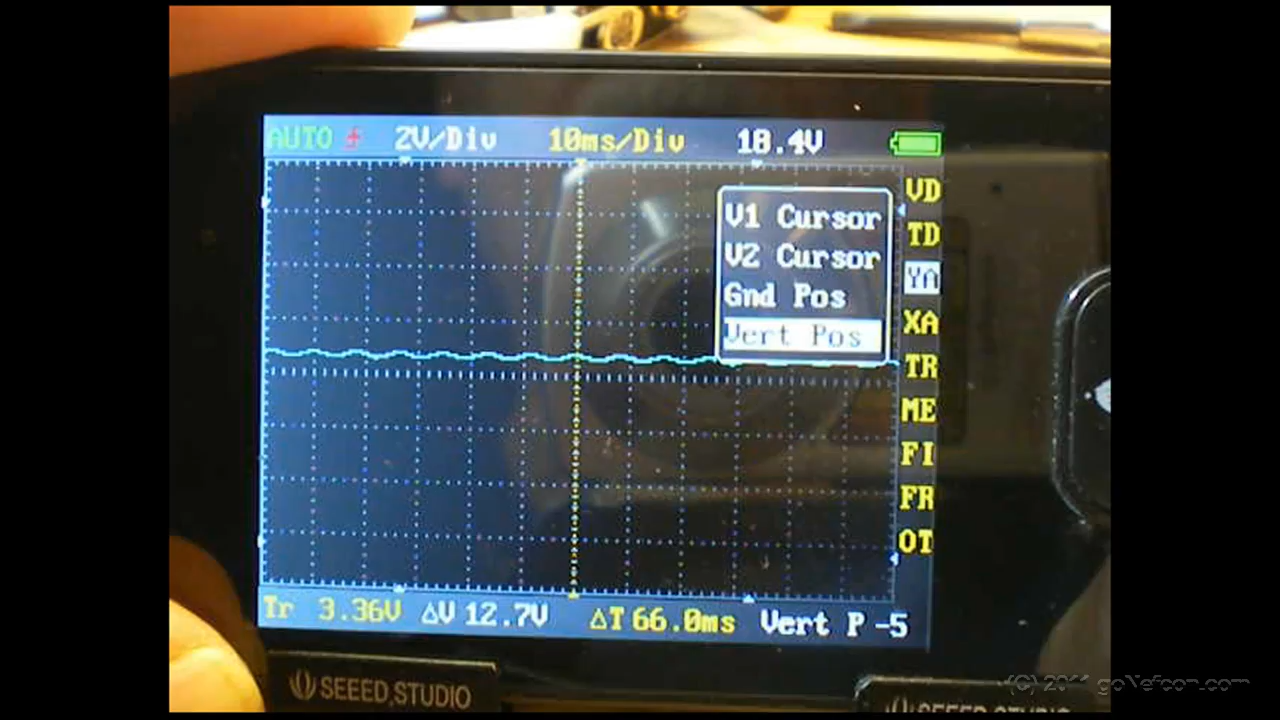 AUTO 2V/Div 10ms/Div 18.4V
VD
V1 Cursor
TD
V2 Cursor
YA
Gnd Pos
XA
Vert Pos
TR
ME
FI
FR
OT
Tr 3.36V ΔV 12.7V ΔT 66.0ms Vert P -5
SEEED STUDIO